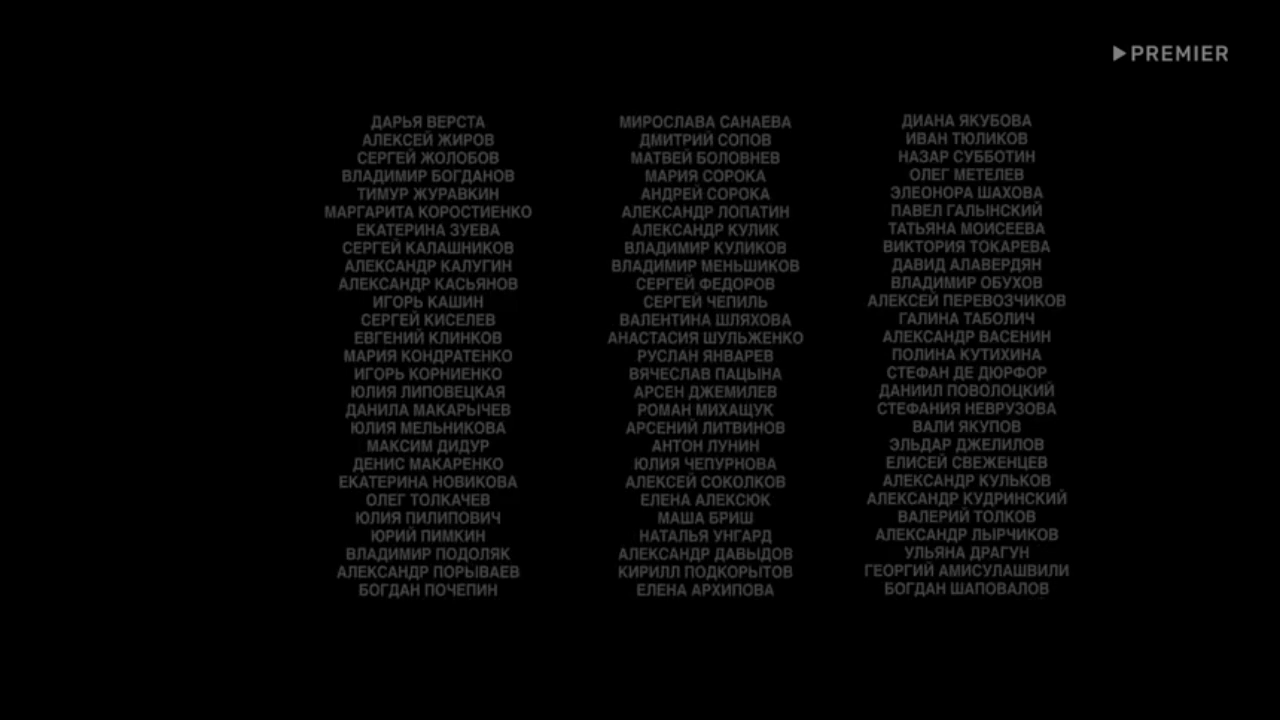 PREMIER
ДАРЬЯ ВЕРСТА
АЛЕКСЕЙ ЖИРОВ
СЕРГЕЙ ЖОЛОБОВ
ВЛАДИМИР БОГДАНОВ
ТИМУР ЖУРАВКИН
МАРГАРИТА КОРОСТИЕНКО
ЕКАТЕРИНА ЗУЕВА
СЕРГЕЙ КАЛАШНИКОВ
АЛЕКСАНДР КАЛУГИН
АЛЕКСАНДР КАСЬЯНОВ
ИГОРЬ КАШИН
СЕРГЕЙ КИСЕЛЕВ
ЕВГЕНИЙ КЛИНКОВ
МАРИЯ КОНДРАТЕНКО
ИГОРЬ КОРНИЕНКО
ЮЛИЯ ЛИПОВЕЦКАЯ
ДАНИЛА МАКАРЫЧЕВ
ЮЛИЯ МЕЛЬНИКОВА
МАКСИМ ДИДУР
ДЕНИС МАКАРЕНКО
ЕКАТЕРИНА НОВИКОВА
ОЛЕГ ТОЛКАЧЕВ
ЮЛИЯ ПИЛИПОВИЧ
ЮРИЙ ПИМКИН
ВЛАДИМИР ПОДОЛЯК
АЛЕКСАНДР ПОРЫВАЕВ
БОГДАН ПОЧЕПИН
МИРОСЛАВА САНАЕВА
ДМИТРИЙ СОПОВ
МАТВЕЙ БОЛОВНЕВ
МАРИЯ СОРОКА
АНДРЕЙ СОРОКА
АЛЕКСАНДР ЛОПАТИН
АЛЕКСАНДР КУЛИК
ВЛАДИМИР КУЛИКОВ
ВЛАДИМИР МЕНЬШИКОВ
СЕРГЕЙ ФЕДОРОВ
СЕРГЕЙ ЧЕПИЛЬ
ВАЛЕНТИНА ШЛЯХОВА
АНАСТАСИЯ ШУЛЬЖЕНКО
РУСЛАН ЯНВАРЕВ
ВЯЧЕСЛАВ ПАЦЫНА
АРСЕН ДЖЕМИЛЕВ
РОМАН МИХАЩУК
АРСЕНИЙ ЛИТВИНОВ
АНТОН ЛУНИН
ЮЛИЯ ЧЕПУРНОВА
АЛЕКСЕЙ СОКОЛКОВ
ЕЛЕНА АЛЕКСЮК
МАША БРИШ
НАТАЛЬЯ УНГАРД
АЛЕКСАНДР ДАВЫДОВ
КИРИЛЛ ПОДКОРЫТОВ
ЕЛЕНА АРХИПОВА
ДИАНА ЯКУБОВА
ИВАН ТЮЛИКОВ
НАЗАР СУББОТИН
ОЛЕГ МЕТЕЛЕВ
ЭЛЕОНОРА ШАХОВА
ПАВЕЛ ГАЛЫНСКИЙ
ТАТЬЯНА МОИСЕЕВА
ВИКТОРИЯ ТОКАРЕВА
ДАВИД АЛАВЕРДЯН
ВЛАДИМИР ОБУХОВ
АЛЕКСЕЙ ПЕРЕВОЗЧИКОВ
ГАЛИНА ТАБОЛИЧ
АЛЕКСАНДР ВАСЕНИН
ПОЛИНА КУТИХИНА
СТЕФАН ДЕ ДЮРФОР
ДАНИИЛ ПОВОЛОЦКИЙ
СТЕФАНИЯ НЕВРУЗОВА
ВАЛИ ЯКУПОВ
ЭЛЬДАР ДЖЕЛИЛОВ
ЕЛИСЕЙ СВЕЖЕНЦЕВ
АЛЕКСАНДР КУЛЬКОВ
АЛЕКСАНДР КУДРИНСКИЙ
ВАЛЕРИЙ ТОЛКОВ
АЛЕКСАНДР ЛЫРЧИКОВ
УЛЬЯНА ДРАГУН
ГЕОРГИЙ АМИСУЛАШВИЛИ
БОГДАН ШАПОВАЛОВ